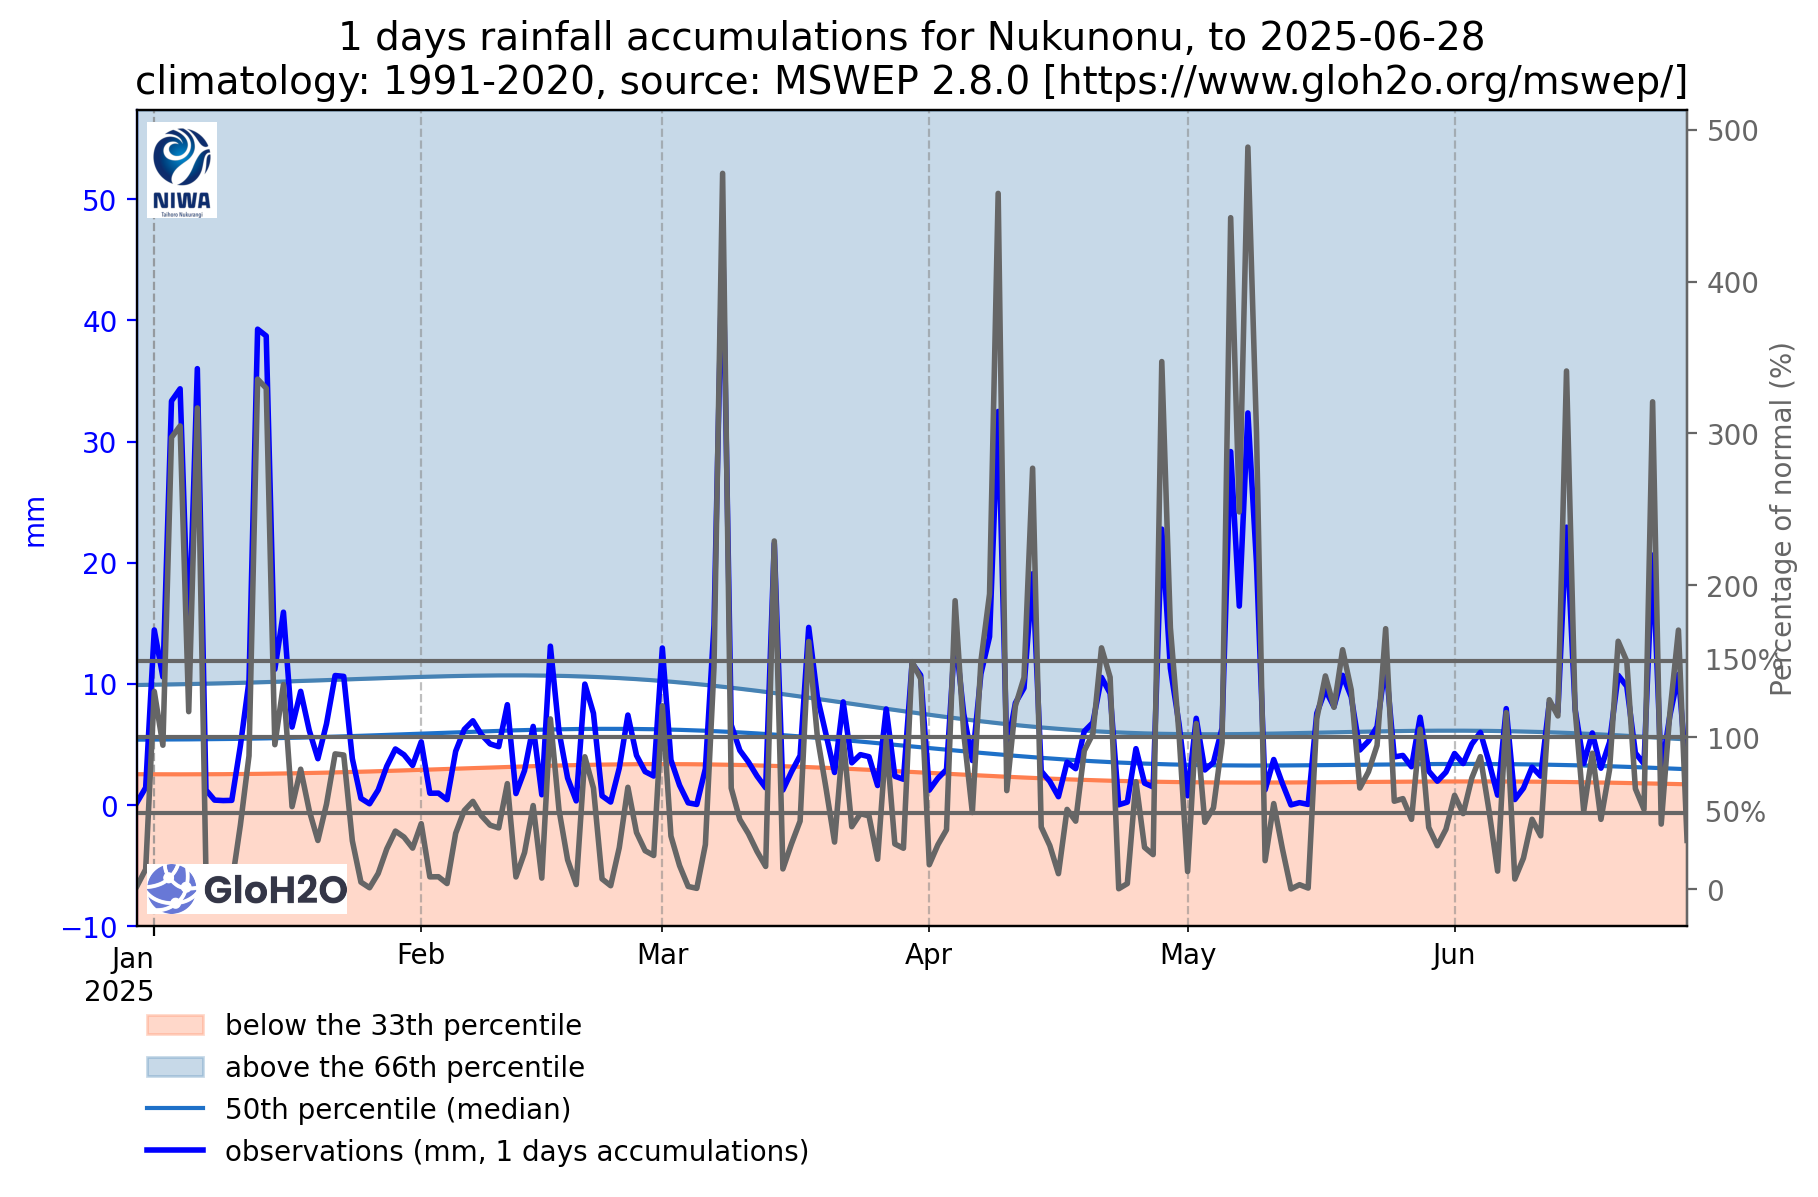 1 days rainfall accumulations for Nukunonu, to 2025-06-28
climatology: 1991-2020, source: MSWEP 2.8.0 [https://www.gloh2o.org/mswep/]
NIWA
Taihoro Nukurangi
50
40
30
20
10
0
−10
mm
500
400
300
200
150%
100
50%
0
Percentage of normal (%)
GloH2O
Jan
2025
Feb
Mar
Apr
May
Jun
below the 33th percentile
above the 66th percentile
50th percentile (median)
observations (mm, 1 days accumulations)